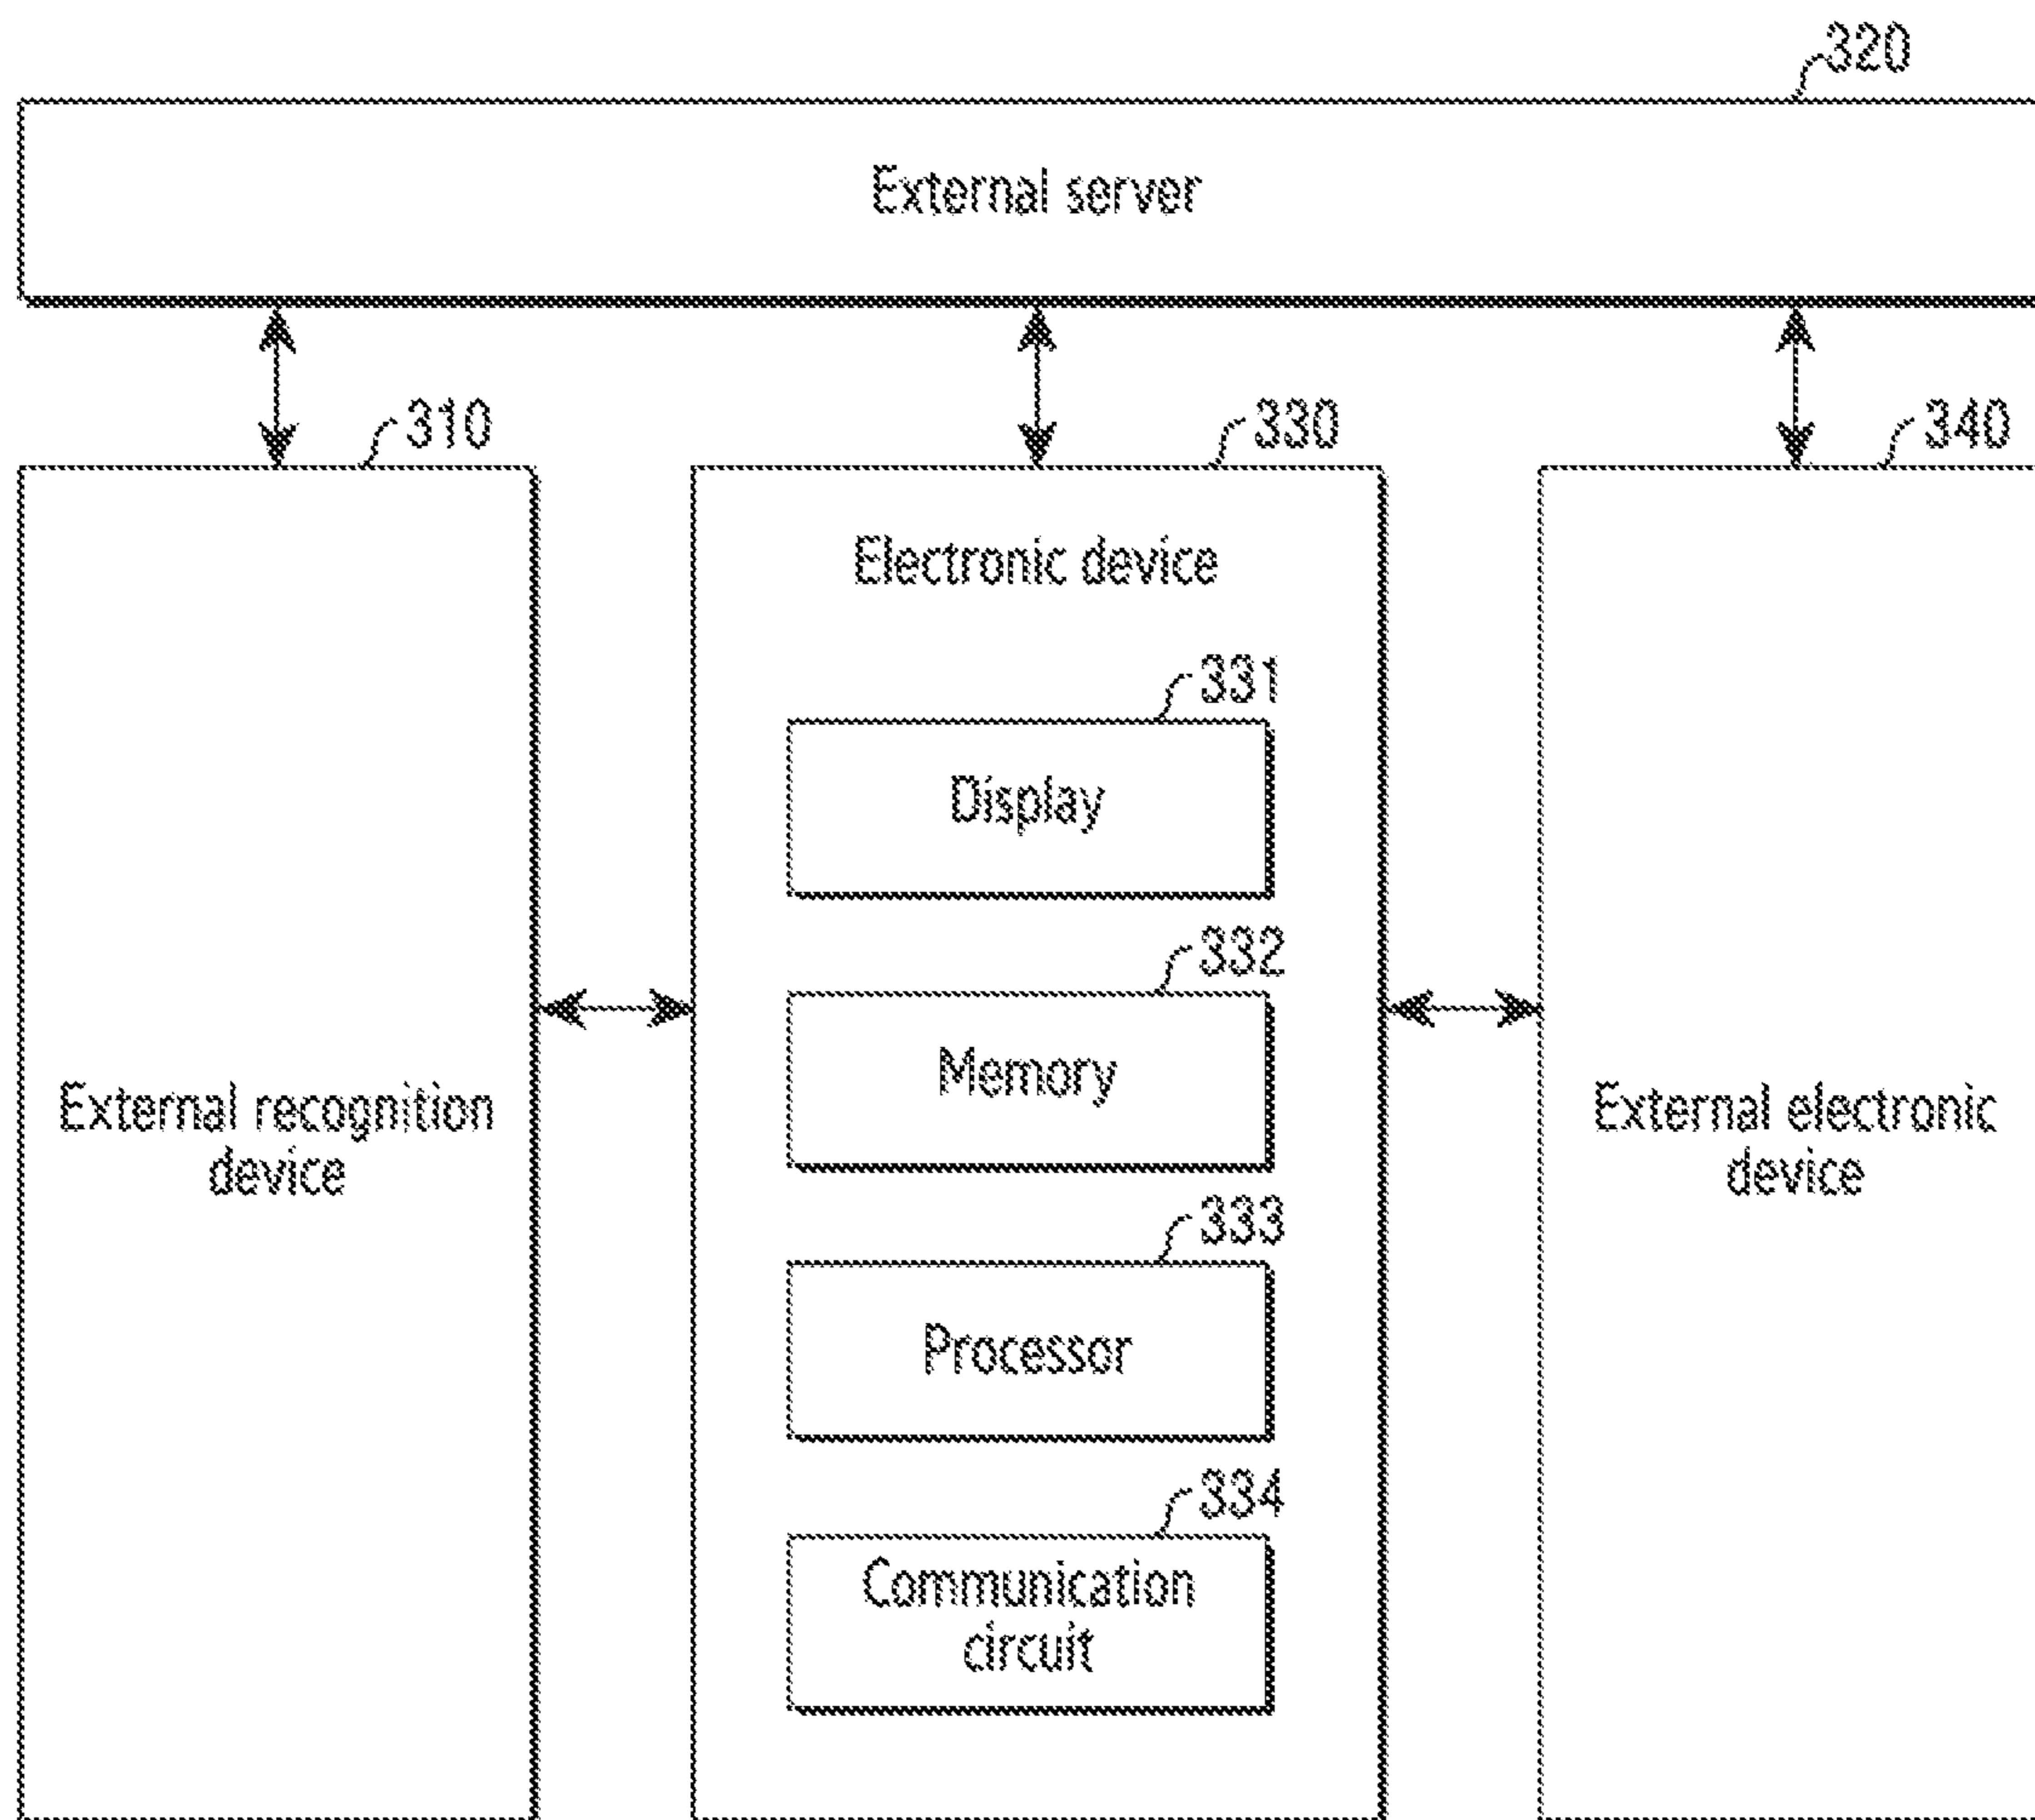 320
External server
310
330
340
Electronic device
331
Display
332
Memory
External recognition
device
External electronic
device
333
Processor
334
Communication
circuit